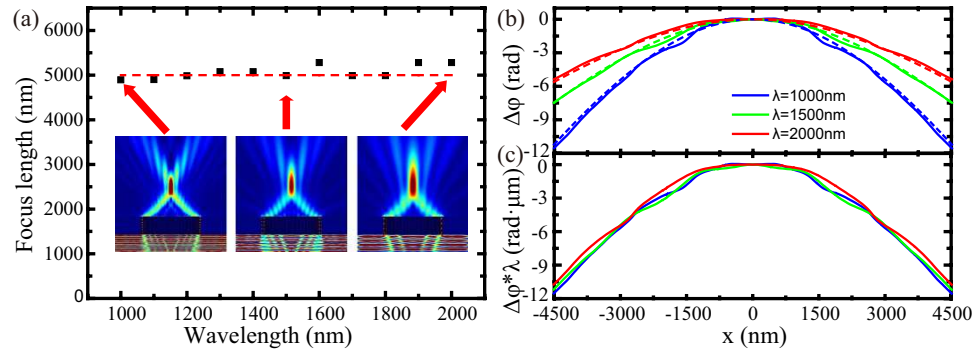 (a)
Focus length (nm)
6500
6000
5000
4000
3000
2000
1000
0
1000 1200 1400 1600 1800 2000
Wavelength (nm)
(b)
Δφ (rad)
0
-3
-6
-9
-12
λ=1000nm
λ=1500nm
λ=2000nm
(c)
Δφ*λ (rad·μm)
0
-3
-6
-9
-12
-4500 -3000 -1500 0 1500 3000 4500
x (nm)